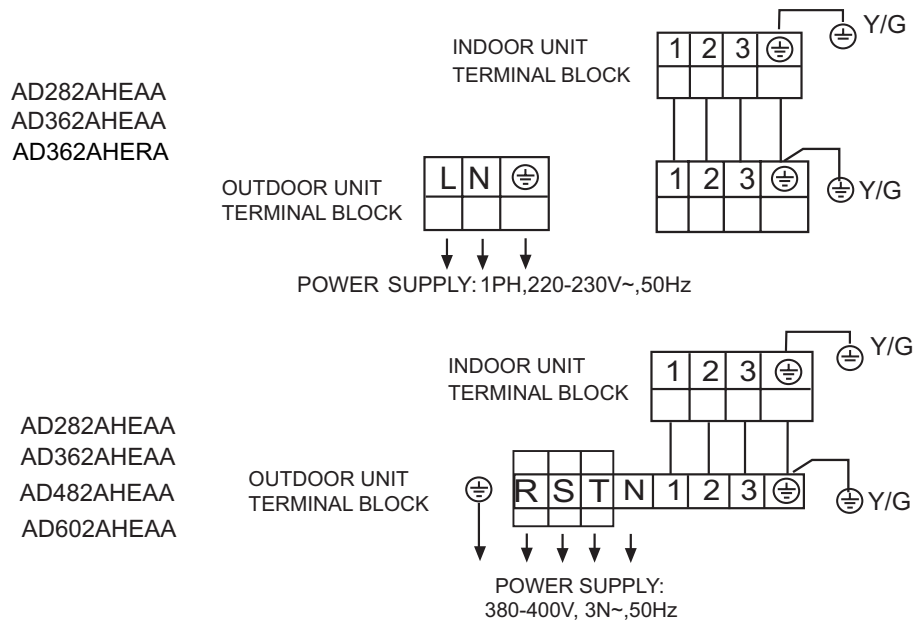 AD282AHEAA
AD362AHEAA
AD362AHERA
INDOOR UNIT
TERMINAL BLOCK
1 2 3
Y/G
OUTDOOR UNIT
TERMINAL BLOCK
L N
1 2 3
Y/G
POWER SUPPLY: 1PH,220-230V~,50Hz
AD282AHEAA
AD362AHEAA
AD482AHEAA
AD602AHEAA
INDOOR UNIT
TERMINAL BLOCK
1 2 3
Y/G
OUTDOOR UNIT
TERMINAL BLOCK
R S T N 1 2 3
Y/G
POWER SUPPLY:
380-400V, 3N~,50Hz